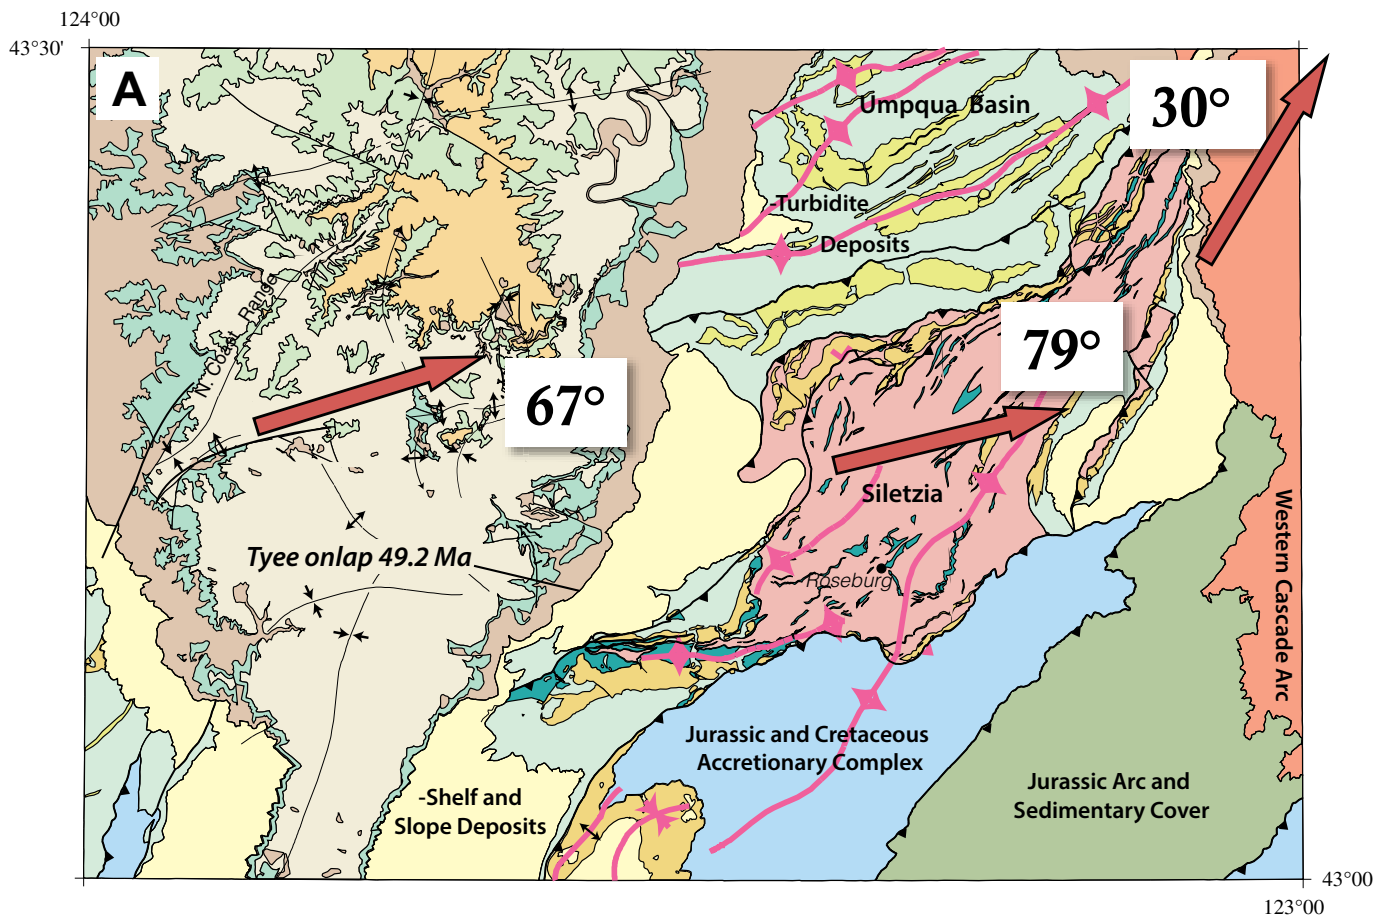 124°00
43°30'
A
30°
Umpqua Basin
-Turbidite
Deposits
N. Coast Range
79°
67°
Siletzia
Western Cascade Arc
Tyee onlap 49.2 Ma
Roseburg
Jurassic and Cretaceous
Accretionary Complex
Jurassic Arc and
Sedimentary Cover
-Shelf and
Slope Deposits
43°00
123°00